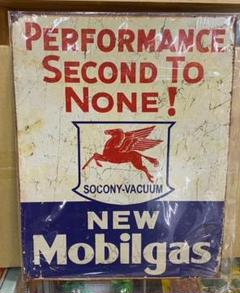 PERFORMANCE
SECOND TO
NONE!
SOCONY-VACUUM
NEW
Mobilgas